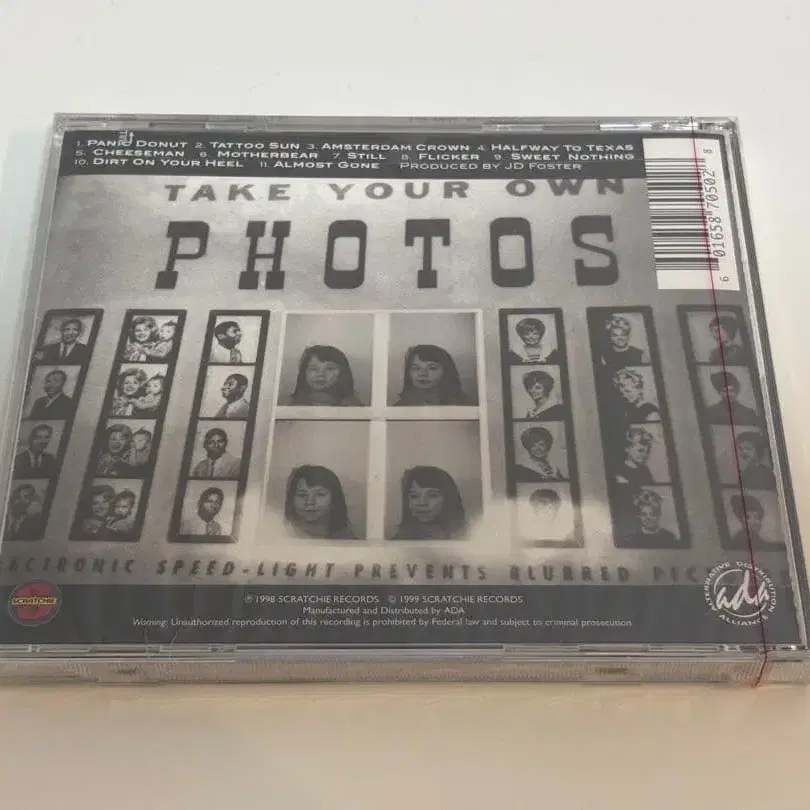 1. PANIC DONUT 2. TATTOO SUN 3. AMSTERDAM CROWN 4. HALFWAY TO TEXAS
5. CHEESEMAN 6. MOTHERBEAR 7. STILL 8. FLICKER 9. SWEET NOTHING
10. DIRT ON YOUR HEEL 11. ALMOST GONE PRODUCED BY JD FOSTER
PULL
TAKE YOUR OWN
PHOTOS
6 01658 70502 8
ECTRONIC SPEED-LIGHT PREVENTS BLURRED PIC
SCRATCHIE
℗ 1998 SCRATCHIE RECORDS © 1999 SCRATCHIE RECORDS
Manufactured and Distributed by ADA
Warning: Unauthorized reproduction of this recording is prohibited by Federal law and subject to criminal prosecution.
ALTERNATIVE DISTRIBUTION
ada
ALLIANCE